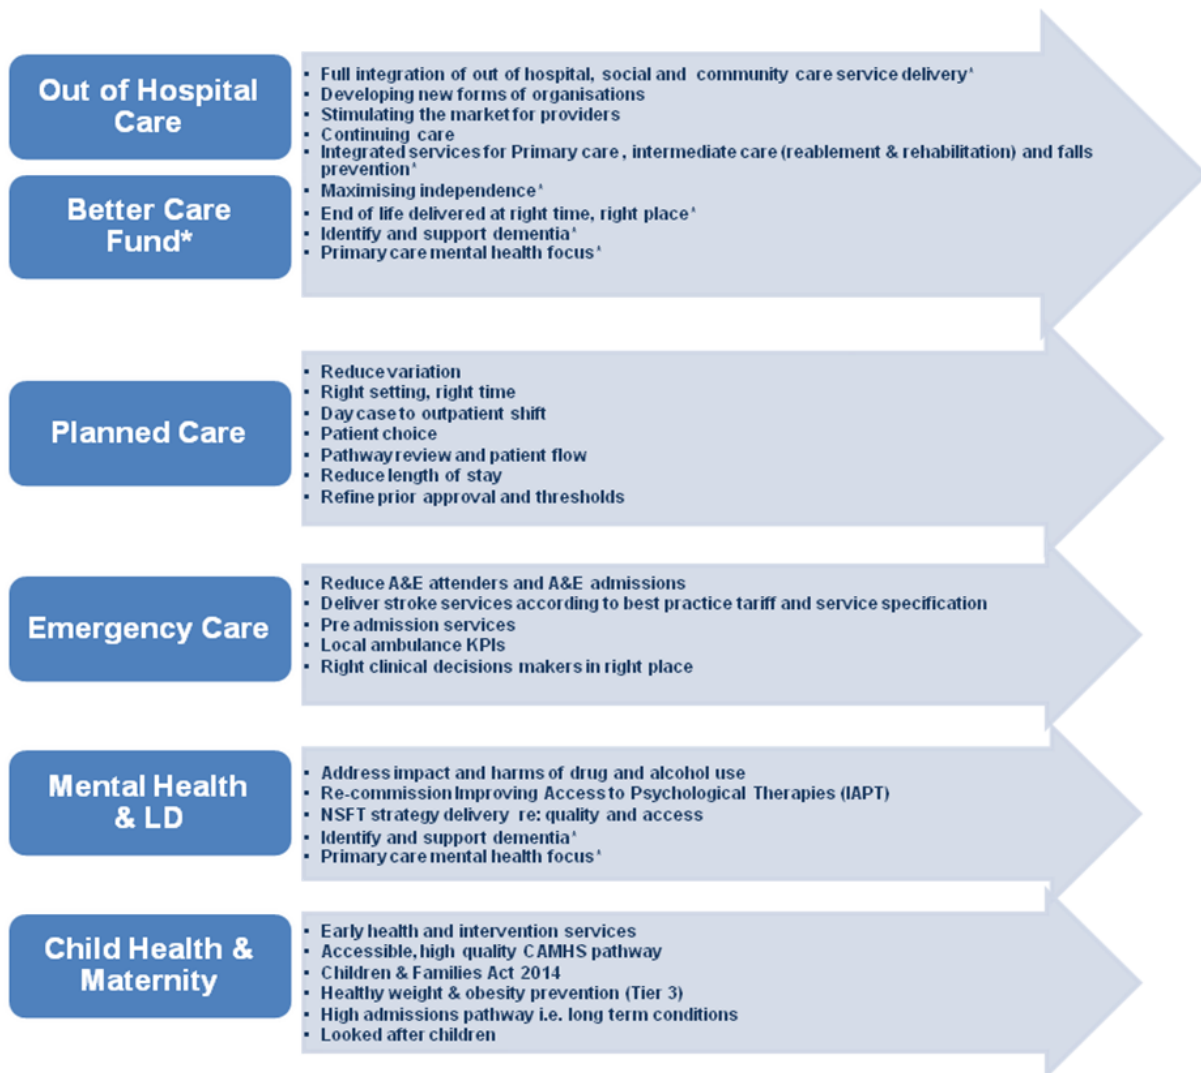 Out of Hospital
Care
Better Care
Fund*
▪ Full integration of out of hospital, social and community care service delivery*
▪ Developing new forms of organisations
▪ Stimulating the market for providers
▪ Continuing care
▪ Integrated services for Primary care , intermediate care (reablement & rehabilitation) and falls
prevention*
▪ Maximising independence*
▪ End of life delivered at right time, right place*
▪ Identify and support dementia*
▪ Primary care mental health focus*
Planned Care
▪ Reduce variation
▪ Right setting, right time
▪ Day case to outpatient shift
▪ Patient choice
▪ Pathway review and patient flow
▪ Reduce length of stay
▪ Refine prior approval and thresholds
Emergency Care
▪ Reduce A&E attenders and A&E admissions
▪ Deliver stroke services according to best practice tariff and service specification
▪ Pre admission services
▪ Local ambulance KPIs
▪ Right clinical decisions makers in right place
Mental Health
& LD
▪ Address impact and harms of drug and alcohol use
▪ Re-commission Improving Access to Psychological Therapies (IAPT)
▪ NSFT strategy delivery re: quality and access
▪ Identify and support dementia*
▪ Primary care mental health focus*
Child Health &
Maternity
▪ Early health and intervention services
▪ Accessible, high quality CAMHS pathway
▪ Children & Families Act 2014
▪ Healthy weight & obesity prevention (Tier 3)
▪ High admissions pathway i.e. long term conditions
▪ Looked after children